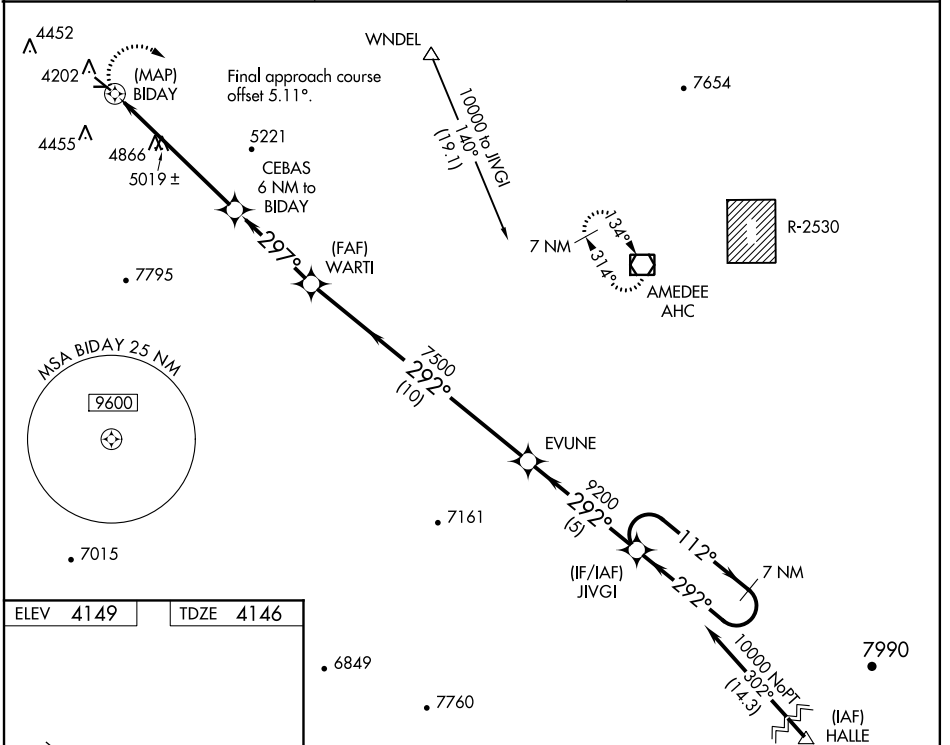 4452
4202
(MAP)
BIDAY
Final approach course
offset 5.11°.
WNDEL
7654
10000 to JIVGI
140°
(19.1)
4455
4866
5019 ±
5221
CEBAS
6 NM to
BIDAY
R-2530
134°
7 NM
314°
AMEDEE
AHC
297°
(FAF)
WARTI
7795
MSA BIDAY 25 NM
9600
7500
292°
(10)
EVUNE
9200
292°
(5)
7161
7015
(IF/IAF)
JIVGI
112°
7 NM
292°
ELEV 4149
TDZE 4146
6849
7760
10000 NoPT
302°
(14.3)
7990
(IAF)
HALLE